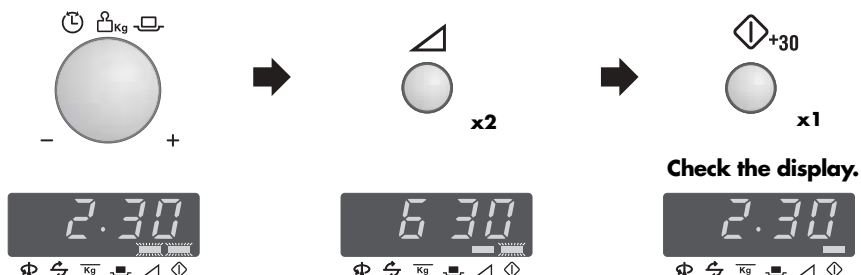 Kg
- +
x2
+30
x1
Check the display.
2.30
6 30
2.30
Kg
Kg
Kg